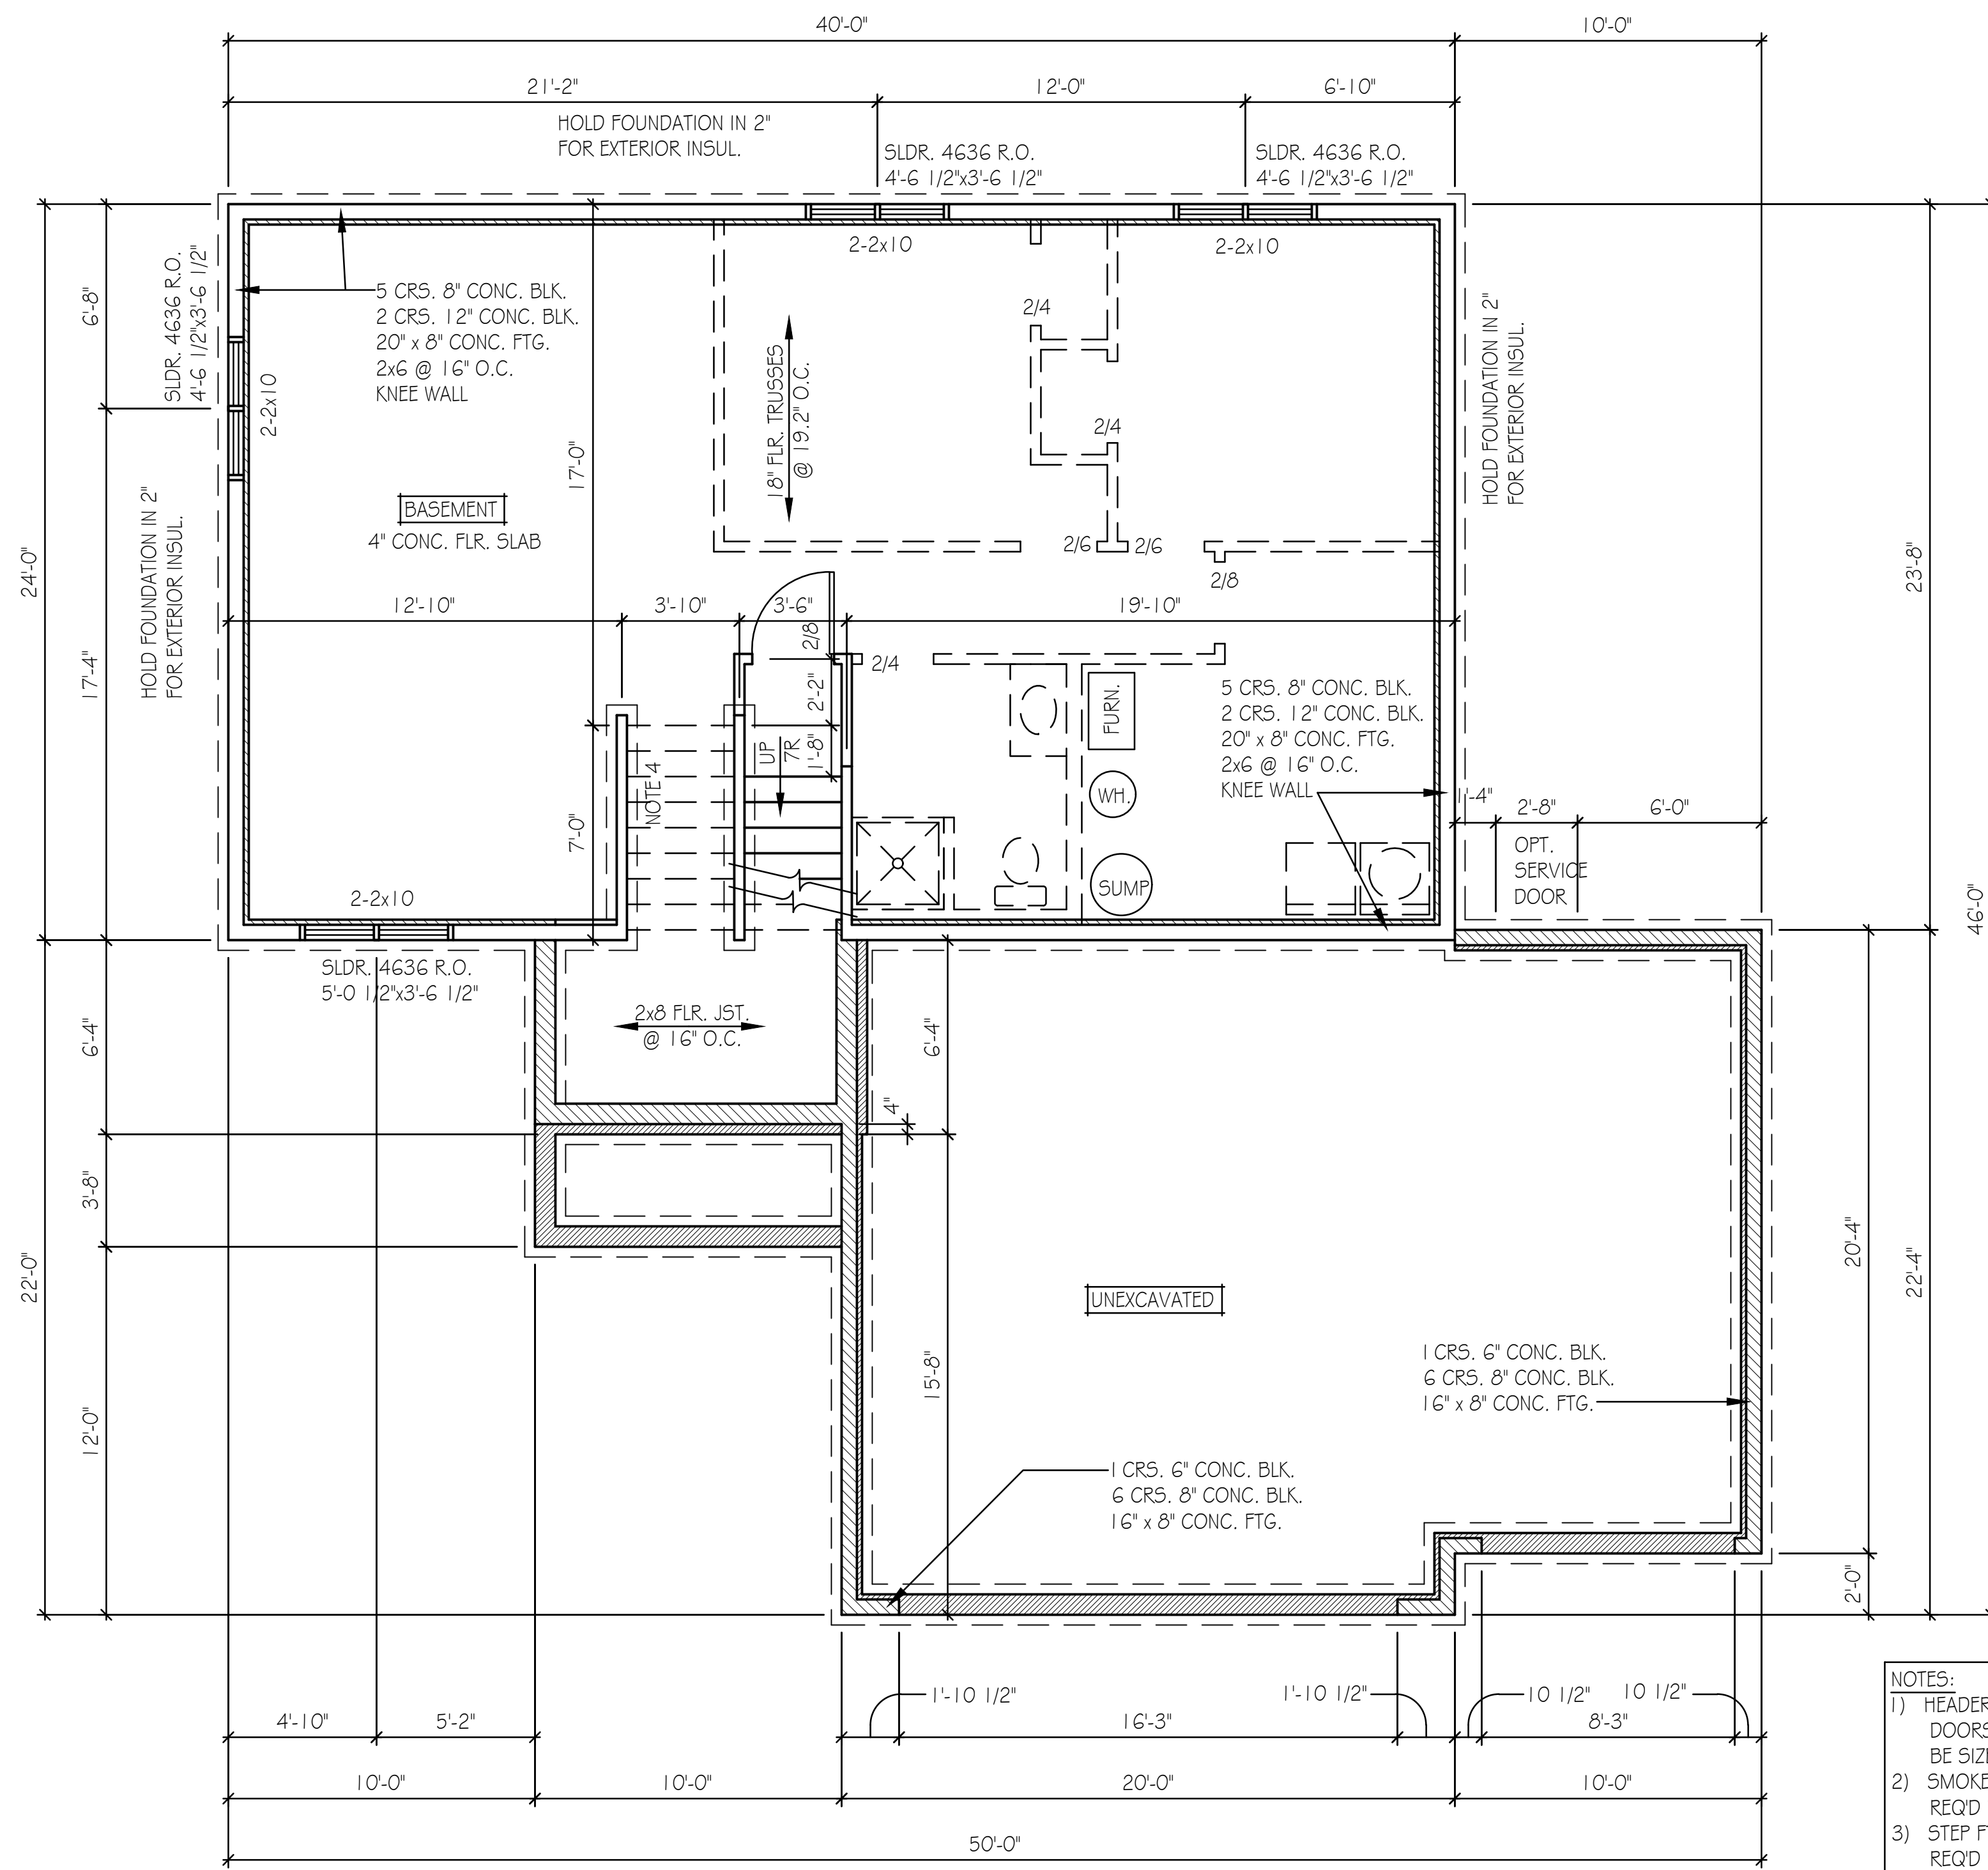 40'-0"
10'-0"
21'-2"
12'-0"
6'-10"
HOLD FOUNDATION IN 2"
FOR EXTERIOR INSUL.
SLDR. 4636 R.O.
4'-6 1/2"x3'-6 1/2"
SLDR. 4636 R.O.
4'-6 1/2"x3'-6 1/2"
2-2x10
2-2x10
6'-8"
SLDR. 4636 R.O.
4'-6 1/2"x3'-6 1/2"
2-2x10
5 CRS. 8" CONC. BLK.
2 CRS. 12" CONC. BLK.
20" x 8" CONC. FTG.
2x6 @ 16" O.C.
KNEE WALL
17'-0"
18" FLR. TRUSSES
@ 19.2" O.C.
2/4
2/4
HOLD FOUNDATION IN 2"
FOR EXTERIOR INSUL.
BASEMENT
4" CONC. FLR. SLAB
2/6
2/6
2/8
24'-0"
HOLD FOUNDATION IN 2"
FOR EXTERIOR INSUL.
17'-4"
23'-8"
12'-10"
3'-10"
3'-6"
19'-10"
2/8
2/4
2'-2"
1'-8"
UP
7R
NOTE 4
7'-0"
FURN.
WH.
SUMP
5 CRS. 8" CONC. BLK.
2 CRS. 12" CONC. BLK.
20" x 8" CONC. FTG.
2x6 @ 16" O.C.
KNEE WALL
1'-4"
2'-8"
6'-0"
OPT.
SERVICE
DOOR
46'-0"
2-2x10
SLDR. 4636 R.O.
5'-0 1/2"x3'-6 1/2"
2x8 FLR. JST.
@ 16" O.C.
6'-4"
6'-4"
4"
3'-8"
22'-0"
12'-0"
15'-8"
UNEXCAVATED
20'-4"
22'-4"
1 CRS. 6" CONC. BLK.
6 CRS. 8" CONC. BLK.
16" x 8" CONC. FTG.
1 CRS. 6" CONC. BLK.
6 CRS. 8" CONC. BLK.
16" x 8" CONC. FTG.
2'-0"
1'-10 1/2"
1'-10 1/2"
10 1/2"
10 1/2"
4'-10"
5'-2"
16'-3"
8'-3"
10'-0"
10'-0"
20'-0"
10'-0"
50'-0"
NOTES:
1) HEADER
DOORS
BE SIZE
2) SMOKE
REQ'D
3) STEP FT
REQ'D